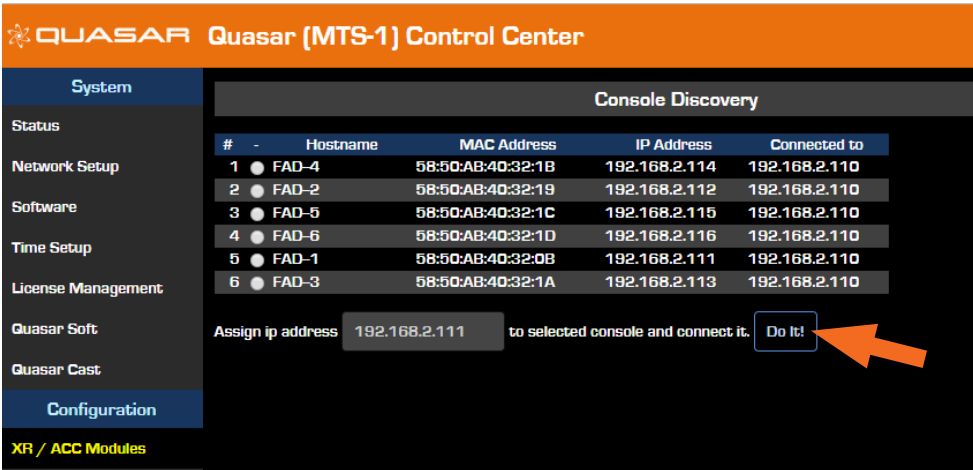 QUASAR Quasar (MTS-1) Control Center
System
Status
Network Setup
Software
Time Setup
License Management
Quasar Soft
Quasar Cast
Configuration
XR / ACC Modules
Console Discovery
# - Hostname MAC Address IP Address Connected to
1 FAD-4 58:50:AB:40:32:1B 192.168.2.114 192.168.2.110
2 FAD-2 58:50:AB:40:32:19 192.168.2.112 192.168.2.110
3 FAD-5 58:50:AB:40:32:1C 192.168.2.115 192.168.2.110
4 FAD-6 58:50:AB:40:32:1D 192.168.2.116 192.168.2.110
5 FAD-1 58:50:AB:40:32:0B 192.168.2.111 192.168.2.110
6 FAD-3 58:50:AB:40:32:1A 192.168.2.113 192.168.2.110
Assign ip address 192.168.2.111 to selected console and connect it. Do It!